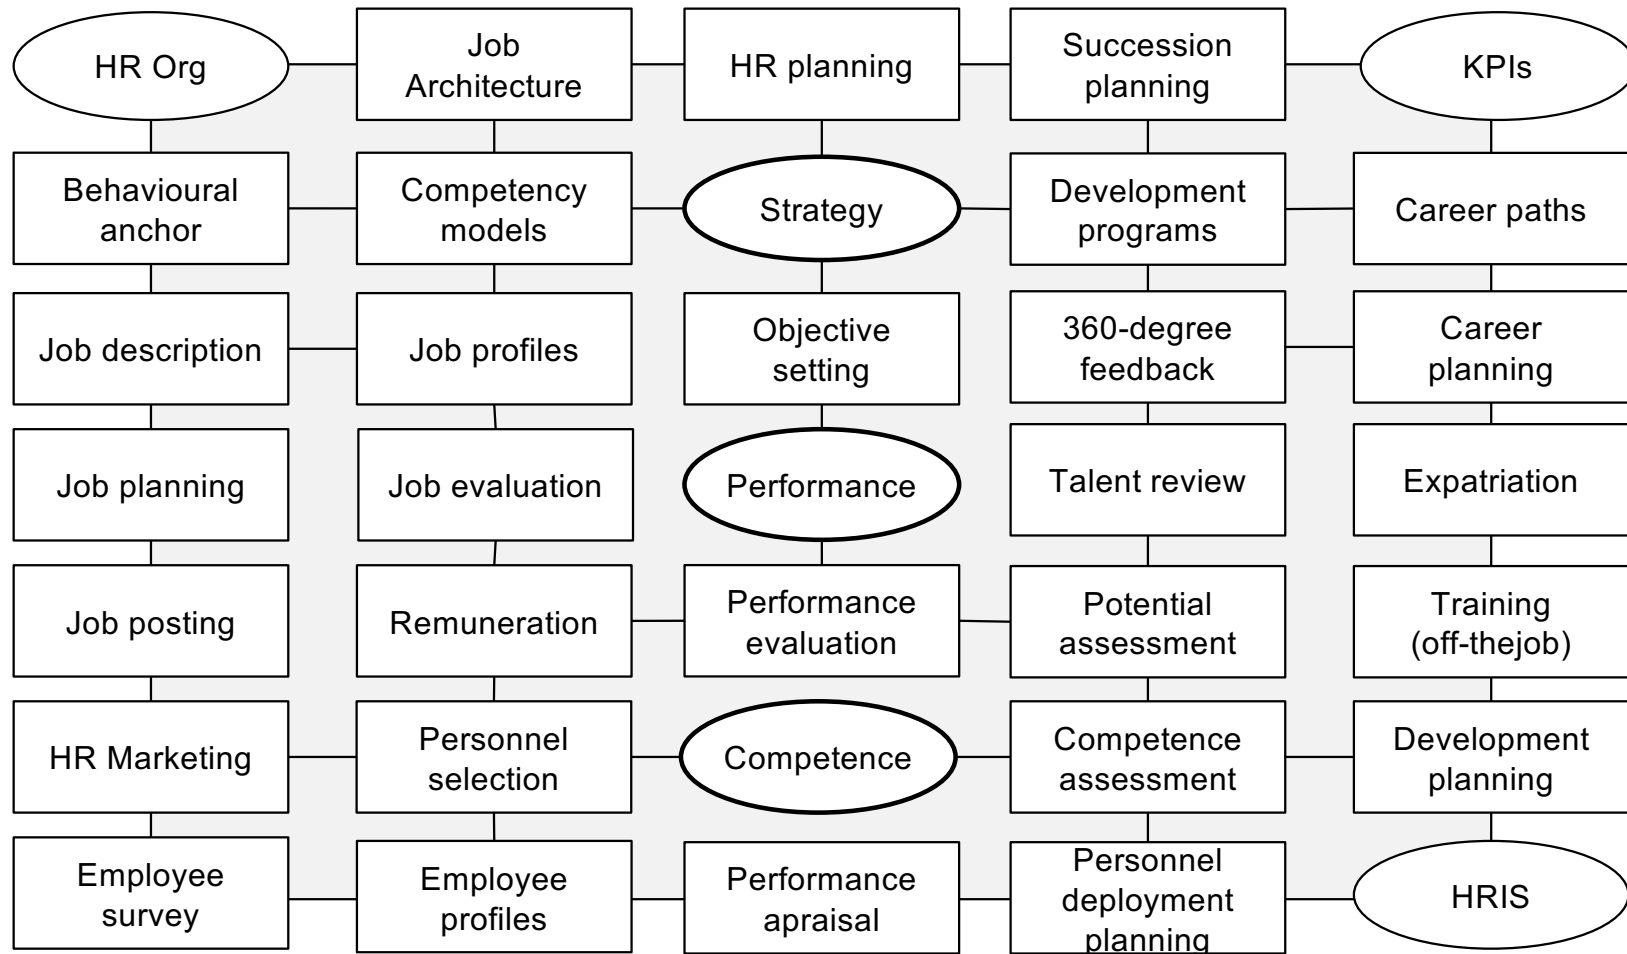 HR Org
Job
Architecture
HR planning
Succession
planning
KPIs
Behavioural
anchor
Competency
models
Strategy
Development
programs
Career paths
Job description
Job profiles
Objective
setting
360-degree
feedback
Career
planning
Job planning
Job evaluation
Performance
Talent review
Expatriation
Job posting
Remuneration
Performance
evaluation
Potential
assessment
Training
(off-thejob)
HR Marketing
Personnel
selection
Competence
Competence
assessment
Development
planning
Employee
survey
Employee
profiles
Performance
apraisal
Personnel
deployment
planning
HRIS